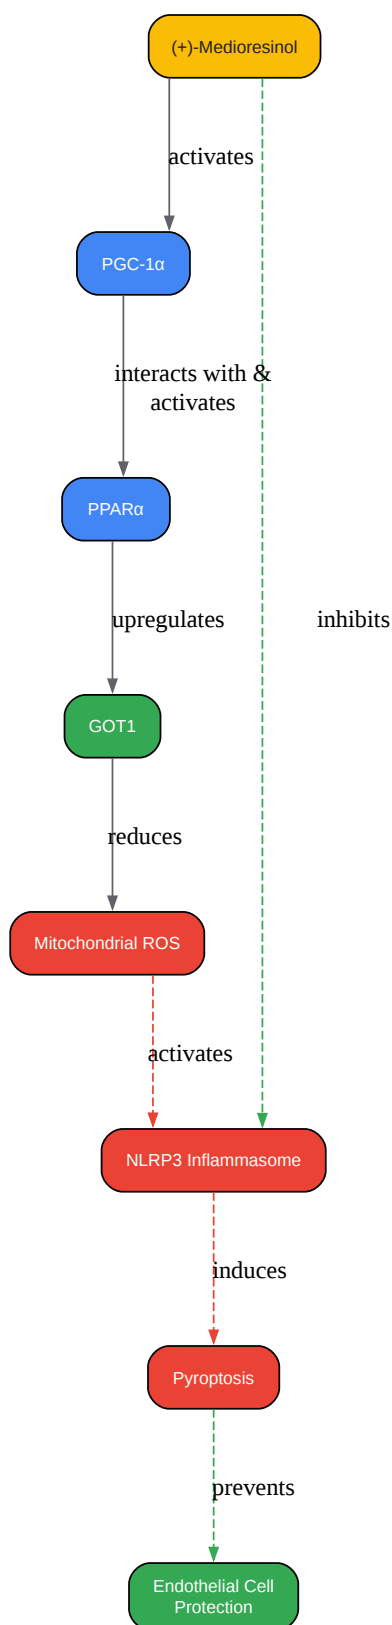 (+)-Medioresinol
activates
PGC-1α
interacts with &
activates
PPARα
upregulates
inhibits
GOT1
reduces
Mitochondrial ROS
activates
NLRP3 Inflammasome
induces
Pyroptosis
prevents
Endothelial Cell
Protection